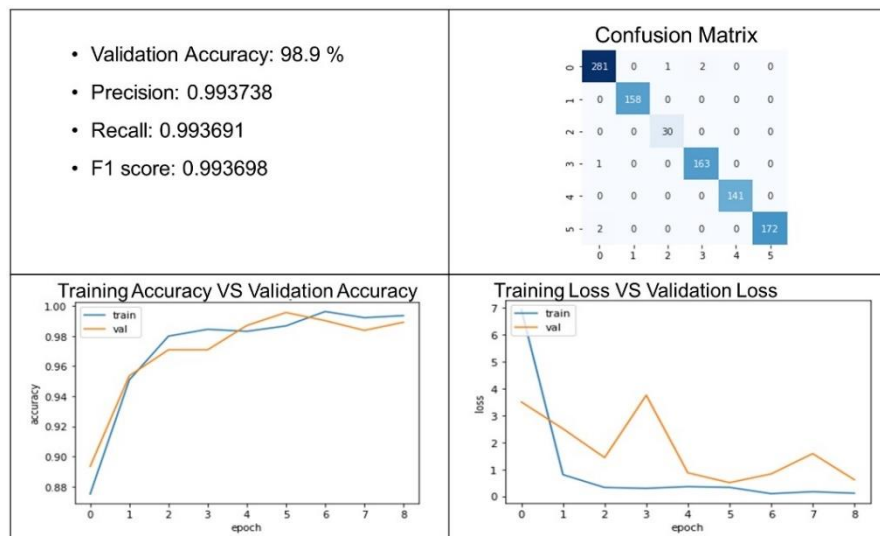 • Validation Accuracy: 98.9 %
• Precision: 0.993738
• Recall: 0.993691
• F1 score: 0.993698
Confusion Matrix
0 281 0 1 2 0 0
1 0 158 0 0 0 0
2 0 0 30 0 0 0
3 1 0 0 163 0 0
4 0 0 0 0 141 0
5 2 0 0 0 0 172
0 1 2 3 4 5
Training Accuracy VS Validation Accuracy
train
val
1.00
0.98
0.96
0.94
0.92
0.90
0.88
accuracy
0 1 2 3 4 5 6 7 8
epoch
Training Loss VS Validation Loss
train
val
7
6
5
4
3
2
1
0
loss
0 1 2 3 4 5 6 7 8
epoch